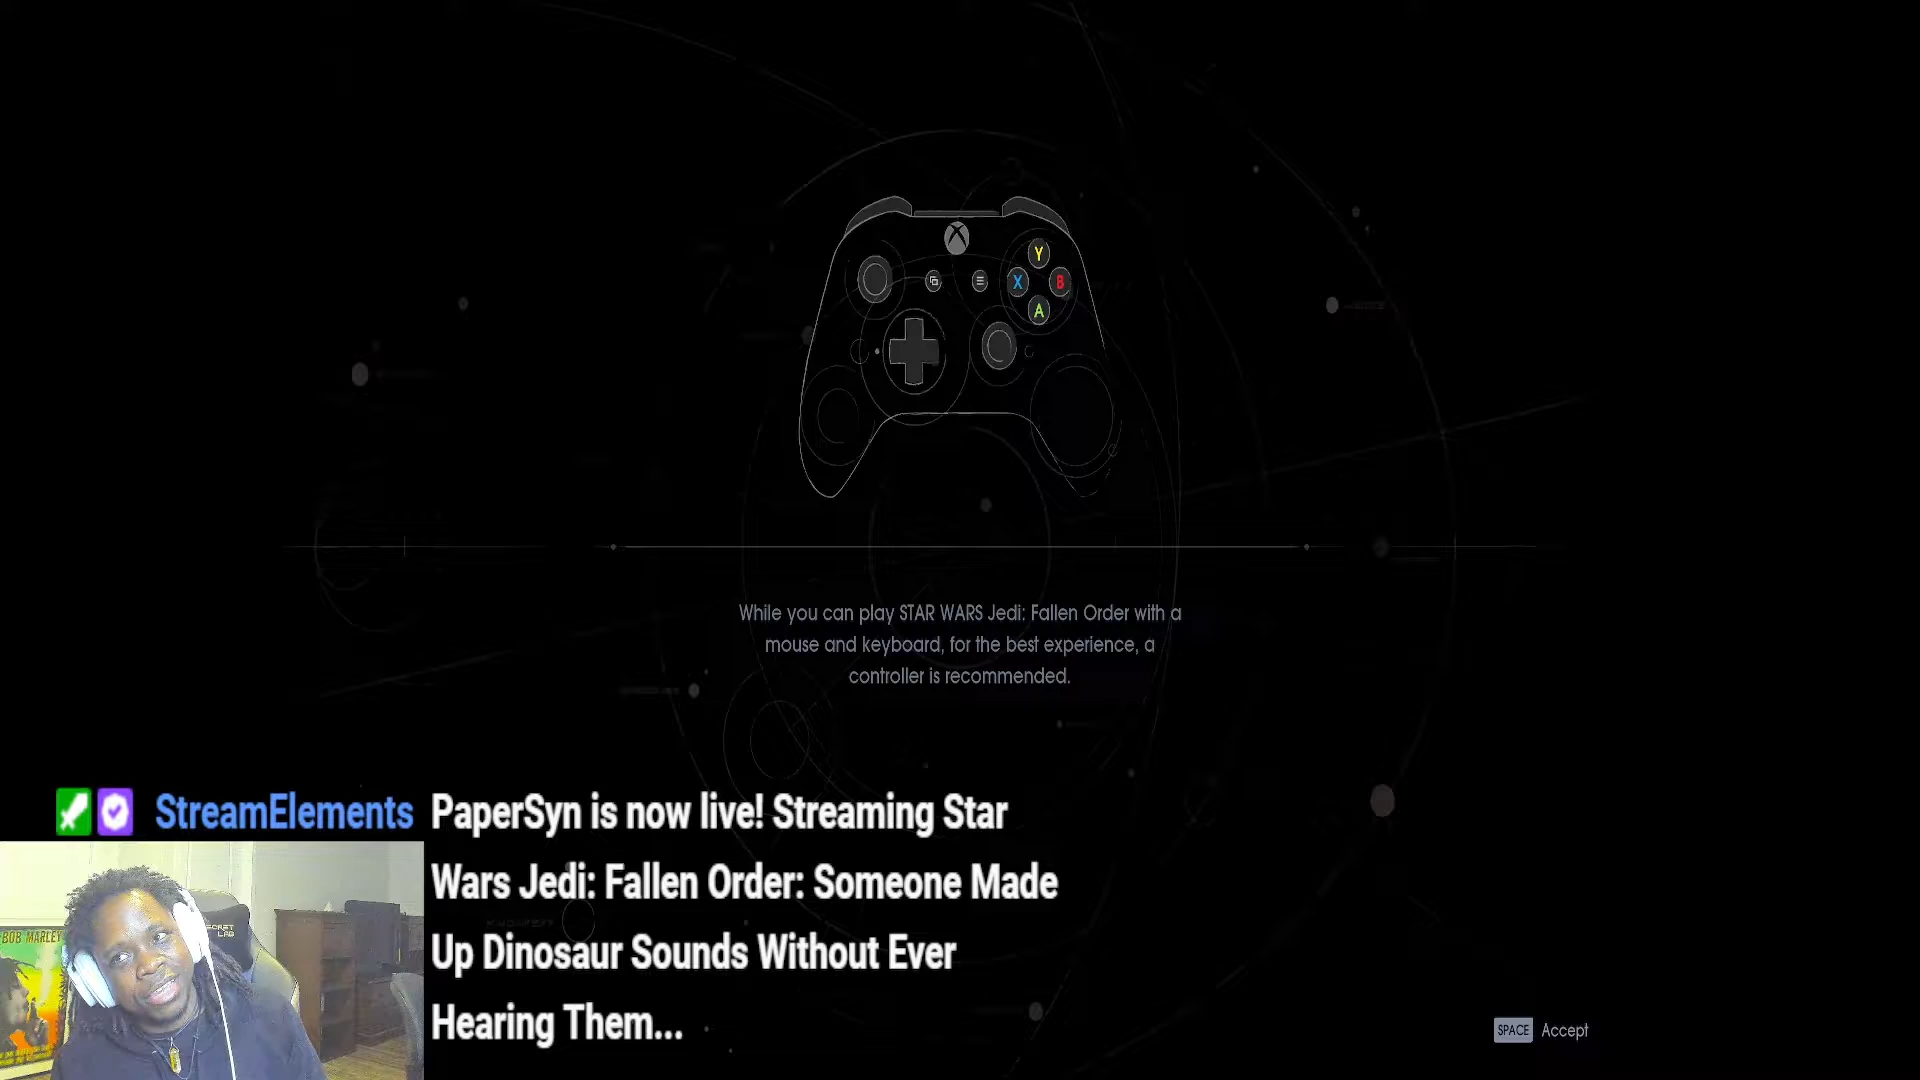 Y
X
B
A
While you can play STAR WARS Jedi: Fallen Order with a
mouse and keyboard, for the best experience, a
controller is recommended.
StreamElements PaperSyn is now live! Streaming Star
Wars Jedi: Fallen Order: Someone Made
Up Dinosaur Sounds Without Ever
Hearing Them...
BOB MARLEY
SECRET
LAB
SPACE Accept